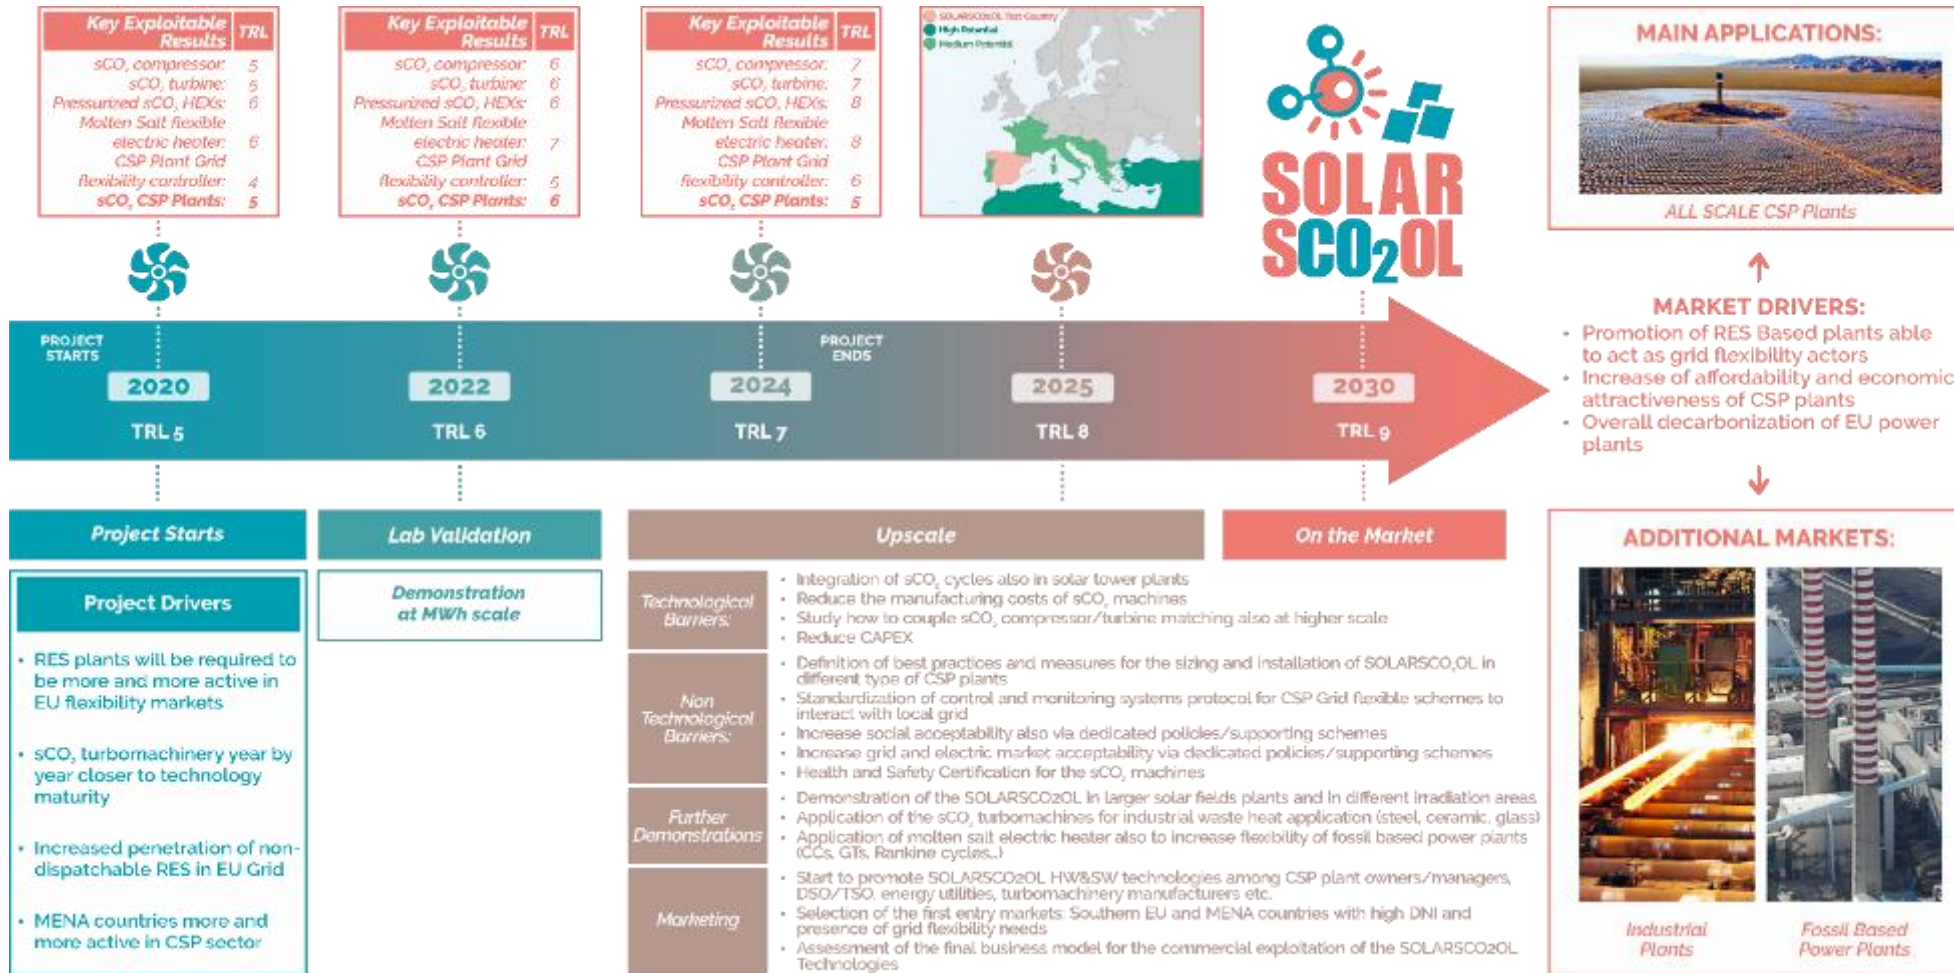 Key Exploitable
Results
TRL
sCO₂ compressor: 5
sCO₂ turbine: 5
Pressurized sCO₂ HEXs: 6
Molten Salt flexible
electric heater: 6
CSP Plant Grid
flexibility controller: 4
sCO₂ CSP Plants: 5
Key Exploitable
Results
TRL
sCO₂ compressor: 6
sCO₂ turbine: 6
Pressurized sCO₂ HEXs: 6
Molten Salt flexible
electric heater: 7
CSP Plant Grid
flexibility controller: 5
sCO₂ CSP Plants: 6
Key Exploitable
Results
TRL
sCO₂ compressor: 7
sCO₂ turbine: 7
Pressurized sCO₂ HEXs: 8
Molten Salt flexible
electric heater: 8
CSP Plant Grid
flexibility controller: 6
sCO₂ CSP Plants: 5
SOLARSCO2OL Test Country
High Potential
Medium Potential
SOLAR
SCO2OL
MAIN APPLICATIONS:
ALL SCALE CSP Plants
MARKET DRIVERS:
• Promotion of RES Based plants able
to act as grid flexibility actors
• Increase of affordability and economic
attractiveness of CSP plants
• Overall decarbonization of EU power
plants
PROJECT
STARTS
2020
TRL 5
2022
TRL 6
2024
TRL 7
PROJECT
ENDS
2025
TRL 8
2030
TRL 9
Project Starts
Project Drivers
• RES plants will be required to
be more and more active in
EU flexibility markets
• sCO₂ turbomachinery year by
year closer to technology
maturity
• Increased penetration of non-
dispatchable RES in EU Grid
• MENA countries more and
more active in CSP sector
Lab Validation
Demonstration
at MWh scale
Upscale
On the Market
Technological
Barriers:
• Integration of sCO₂ cycles also in solar tower plants
• Reduce the manufacturing costs of sCO₂ machines
• Study how to couple sCO₂ compressor/turbine matching also at higher scale
• Reduce CAPEX
Non
Technological
Barriers:
• Definition of best practices and measures for the sizing and installation of SOLARSCO₂OL in
different type of CSP plants
• Standardization of control and monitoring systems protocol for CSP Grid flexible schemes to
interact with local grid
• Increase social acceptability also via dedicated policies/supporting schemes
• Increase grid and electric market acceptability via dedicated policies/supporting schemes
• Health and Safety Certification for the sCO₂ machines
Further
Demonstrations
• Demonstration of the SOLARSCO2OL in larger solar fields plants and in different irradiation areas
• Application of the sCO₂ turbomachines for industrial waste heat application (steel, ceramic, glass)
• Application of molten salt electric heater also to increase flexibility of fossil based power plants
(CCs, GTs, Rankine cycles...)
Marketing
• Start to promote SOLARSCO2OL HW&SW technologies among CSP plant owners/managers,
DSO/TSO, energy utilities, turbomachinery manufacturers etc.
• Selection of the first entry markets: Southern EU and MENA countries with high DNI and
presence of grid flexibility needs
• Assessment of the final business model for the commercial exploitation of the SOLARSCO2OL
Technologies
ADDITIONAL MARKETS:
Industrial
Plants
Fossil Based
Power Plants